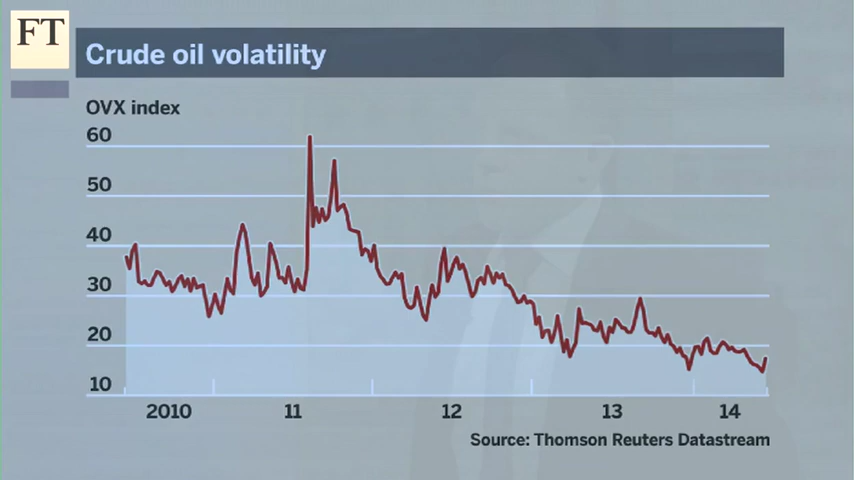 FT
Crude oil volatility
OVX index
60
50
40
30
20
10
2010 11 12 13 14
Source: Thomson Reuters Datastream